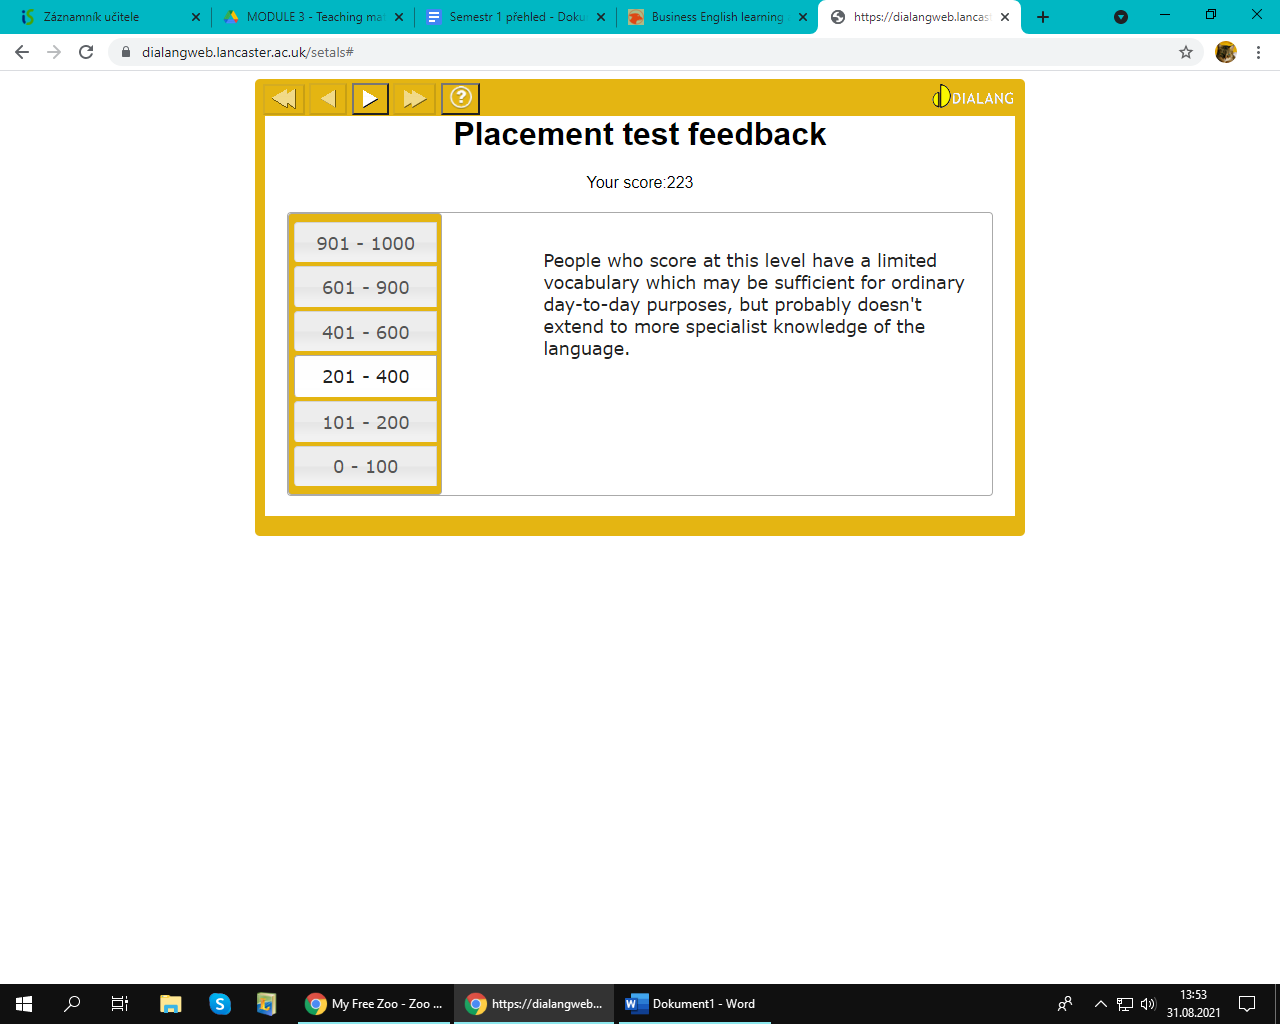 Záznamník učitele
MODULE 3 - Teaching mat
Semestr 1 přehled - Doku
Business English learning
https://dialangweb.lancast
dialangweb.lancaster.ac.uk/setals#
DIALANG
Placement test feedback
Your score:223
901 - 1000
601 - 900
401 - 600
201 - 400
101 - 200
0 - 100
People who score at this level have a limited
vocabulary which may be sufficient for ordinary
day-to-day purposes, but probably doesn't
extend to more specialist knowledge of the
language.
My Free Zoo - Zoo ...
https://dialangweb...
Dokument1 - Word
13:53
31.08.2021